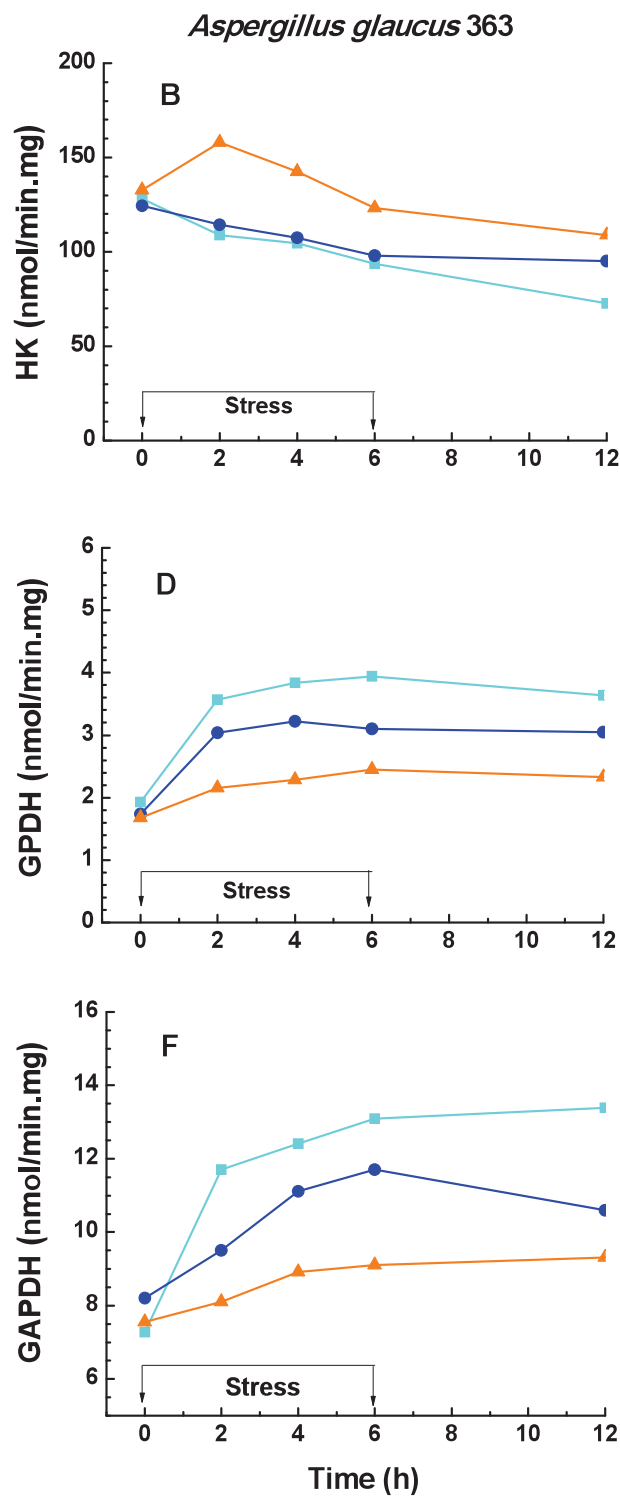 Aspergillus glaucus 363
B
HK (nmol/min.mg)
200
150
100
50
0
Stress
0 2 4 6 8 10 12
D
GPDH (nmol/min.mg)
6
5
4
3
2
1
0
Stress
0 2 4 6 8 10 12
F
GAPDH (nmol/min.mg)
16
14
12
10
8
6
Stress
0 2 4 6 8 10 12
Time (h)